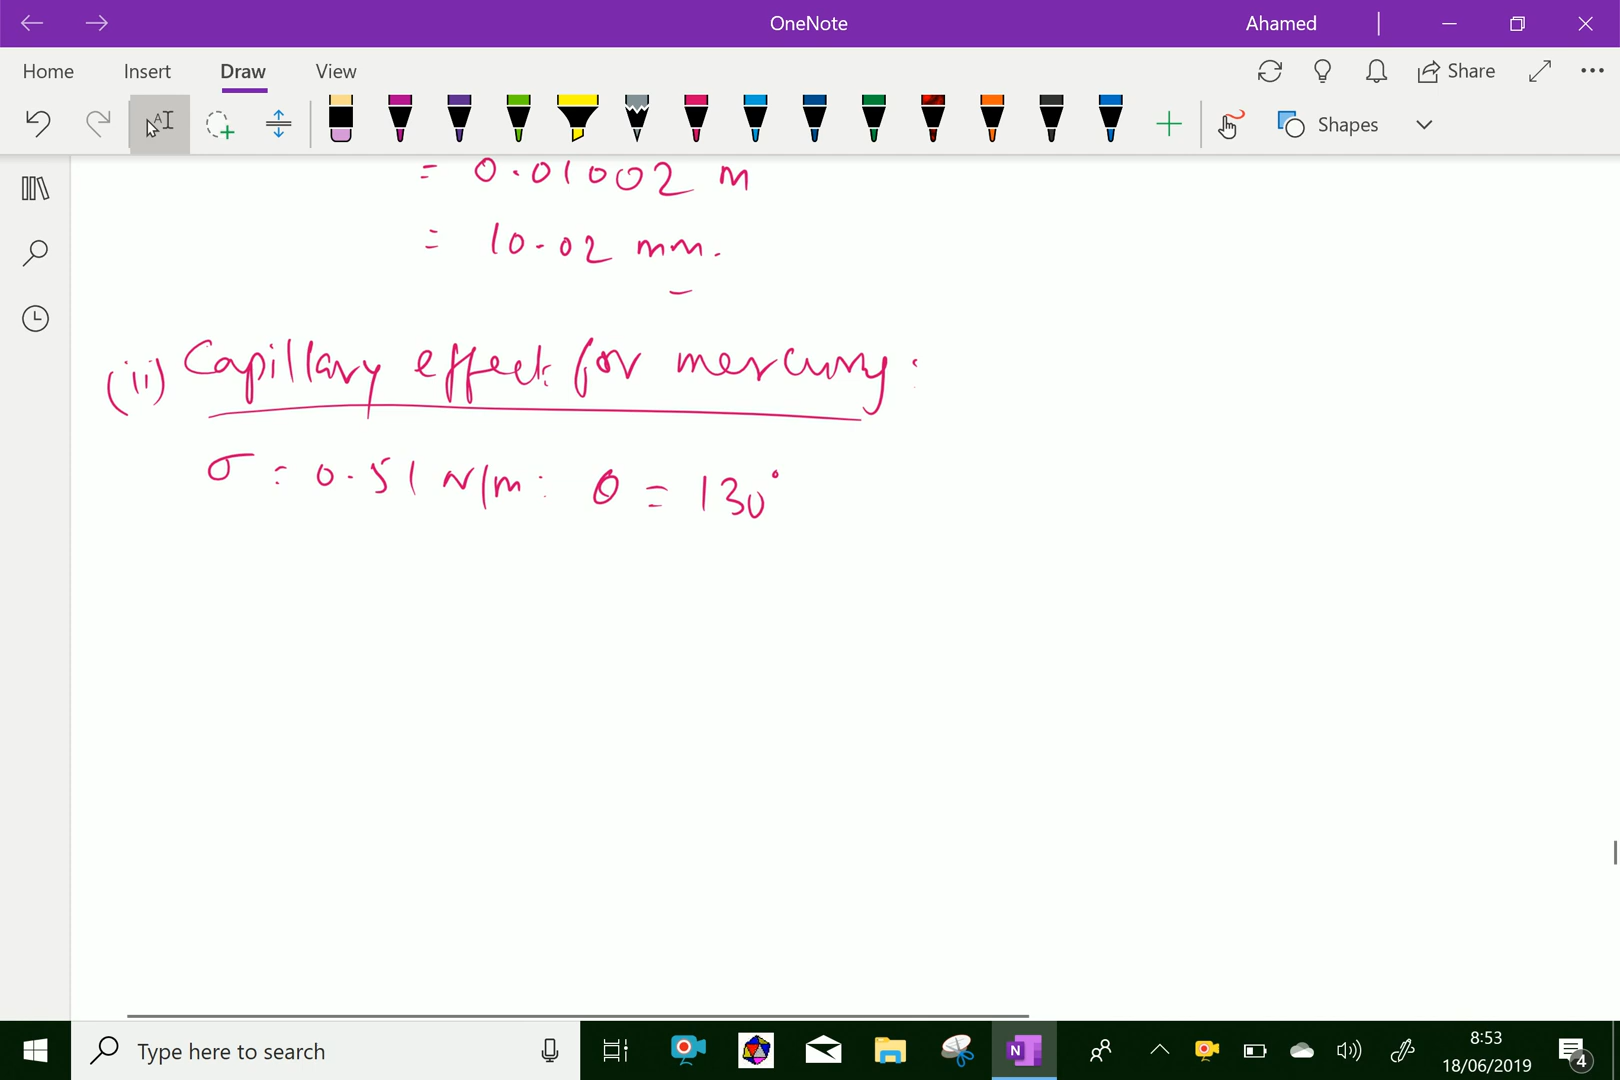 OneNote
Ahamed
Home Insert Draw View
Share
Shapes
= 0.01002 m
= 10.02 mm.
(ii) Capillary effect for mercury:
σ = 0.51 N/m: θ = 130°
Type here to search
N
8:53
18/06/2019
4